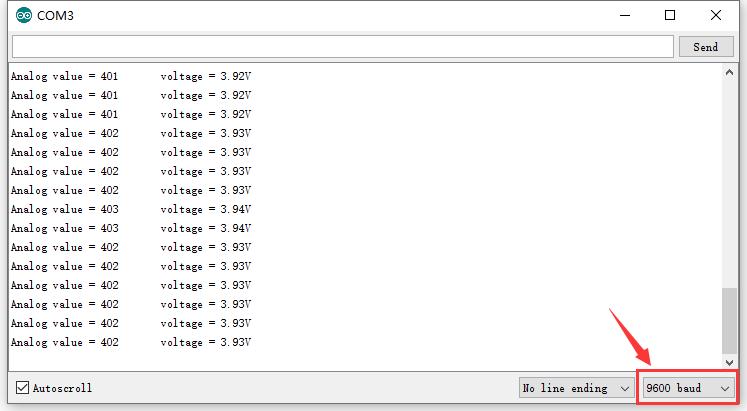 COM3
Send
Analog value = 401 voltage = 3.92V
Analog value = 401 voltage = 3.92V
Analog value = 401 voltage = 3.92V
Analog value = 402 voltage = 3.93V
Analog value = 402 voltage = 3.93V
Analog value = 402 voltage = 3.93V
Analog value = 402 voltage = 3.93V
Analog value = 403 voltage = 3.94V
Analog value = 403 voltage = 3.94V
Analog value = 402 voltage = 3.93V
Analog value = 402 voltage = 3.93V
Analog value = 402 voltage = 3.93V
Analog value = 402 voltage = 3.93V
Analog value = 402 voltage = 3.93V
Analog value = 402 voltage = 3.93V
Autoscroll No line ending 9600 baud